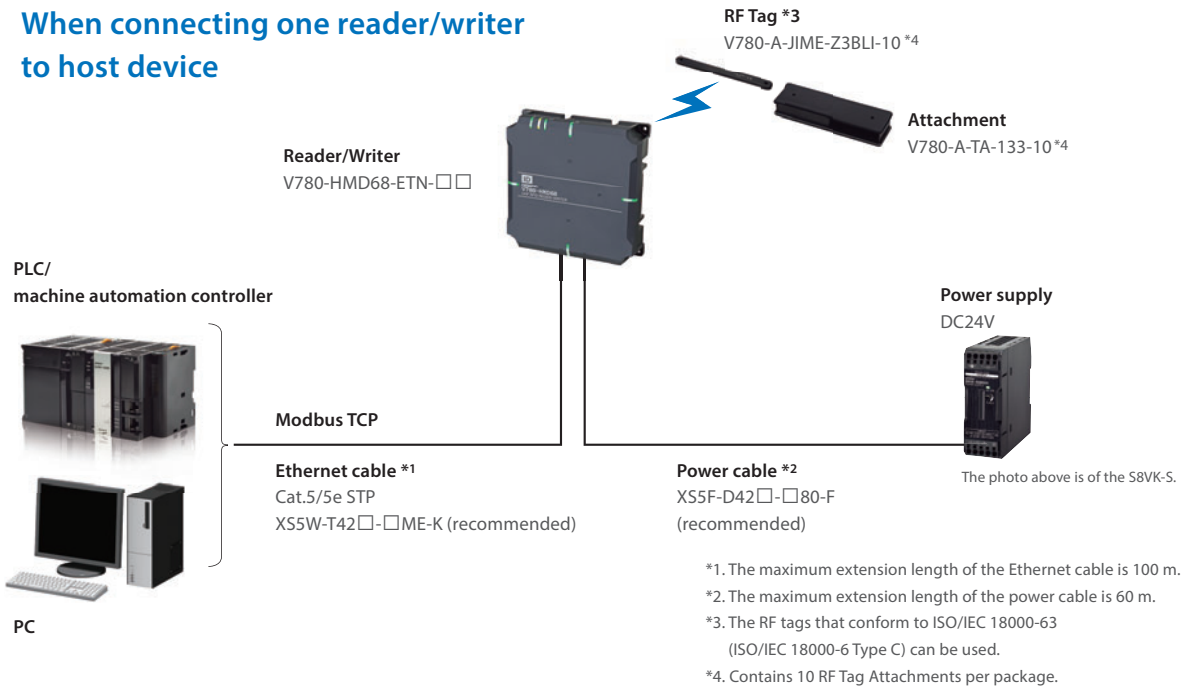 When connecting one reader/writer
to host device
RF Tag *3
V780-A-JIME-Z3BLI-10 *4
Attachment
V780-A-TA-133-10 *4
Reader/Writer
V780-HMD68-ETN-□□
PLC/
machine automation controller
Power supply
DC24V
Modbus TCP
Ethernet cable *1
Cat.5/5e STP
XS5W-T42□-□ME-K (recommended)
Power cable *2
XS5F-D42□-□80-F
(recommended)
The photo above is of the S8VK-S.
PC
*1. The maximum extension length of the Ethernet cable is 100 m.
*2. The maximum extension length of the power cable is 60 m.
*3. The RF tags that conform to ISO/IEC 18000-63
(ISO/IEC 18000-6 Type C) can be used.
*4. Contains 10 RF Tag Attachments per package.